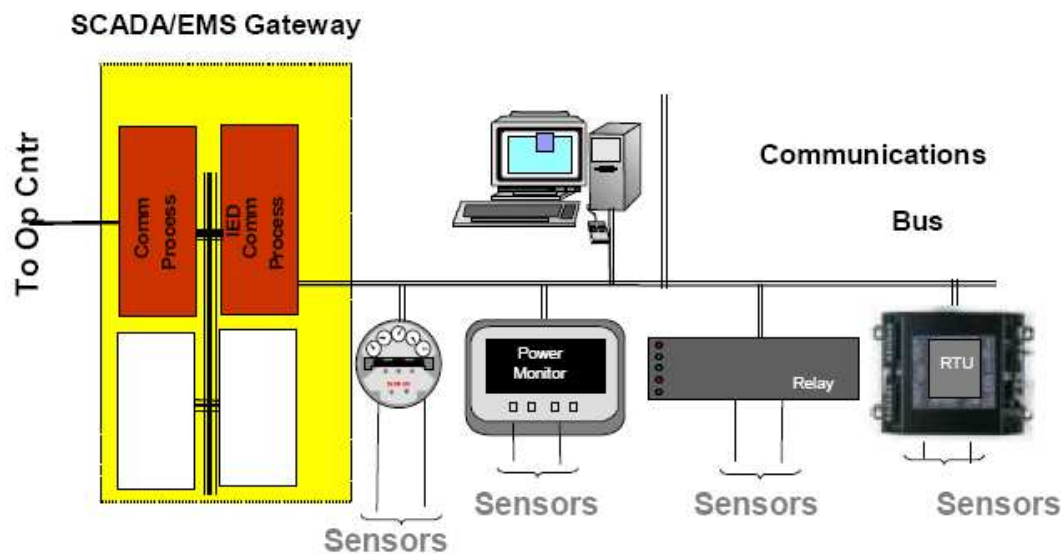 SCADA/EMS Gateway
To Op Cntr
Comm
Process
IED
Comm
Process
Communications
Bus
Power
Monitor
Relay
RTU
Sensors
Sensors
Sensors
Sensors